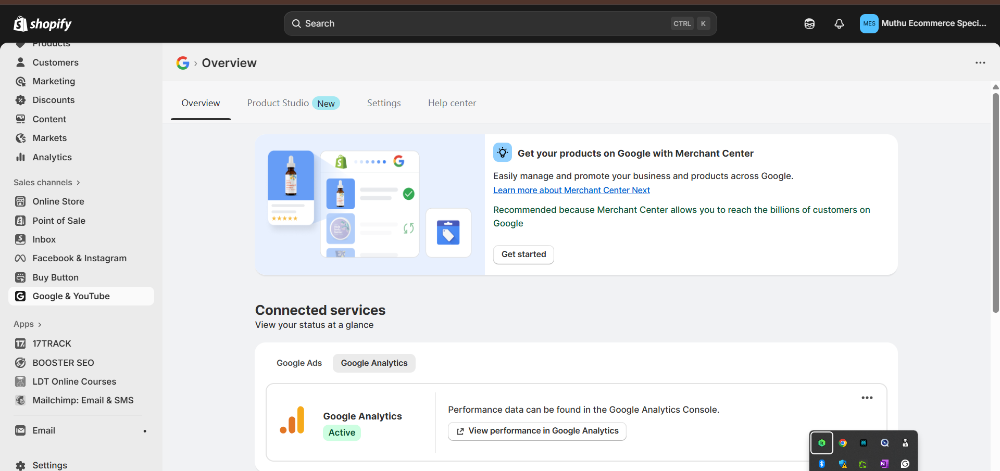 shopify
Search
CTRL K
MES
Muthu Ecommerce Speci...
Products
Customers
Marketing
Discounts
Content
Markets
Analytics
Sales channels
Online Store
Point of Sale
Inbox
Facebook & Instagram
Buy Button
Google & YouTube
Apps
17TRACK
BOOSTER SEO
LDT Online Courses
Mailchimp: Email & SMS
Email
Settings
Overview
Overview
Product Studio New
Settings
Help center
Get your products on Google with Merchant Center
Easily manage and promote your business and products across Google.
Learn more about Merchant Center Next
Recommended because Merchant Center allows you to reach the billions of customers on
Google
Get started
Connected services
View your status at a glance
Google Ads
Google Analytics
Google Analytics
Active
Performance data can be found in the Google Analytics Console.
View performance in Google Analytics